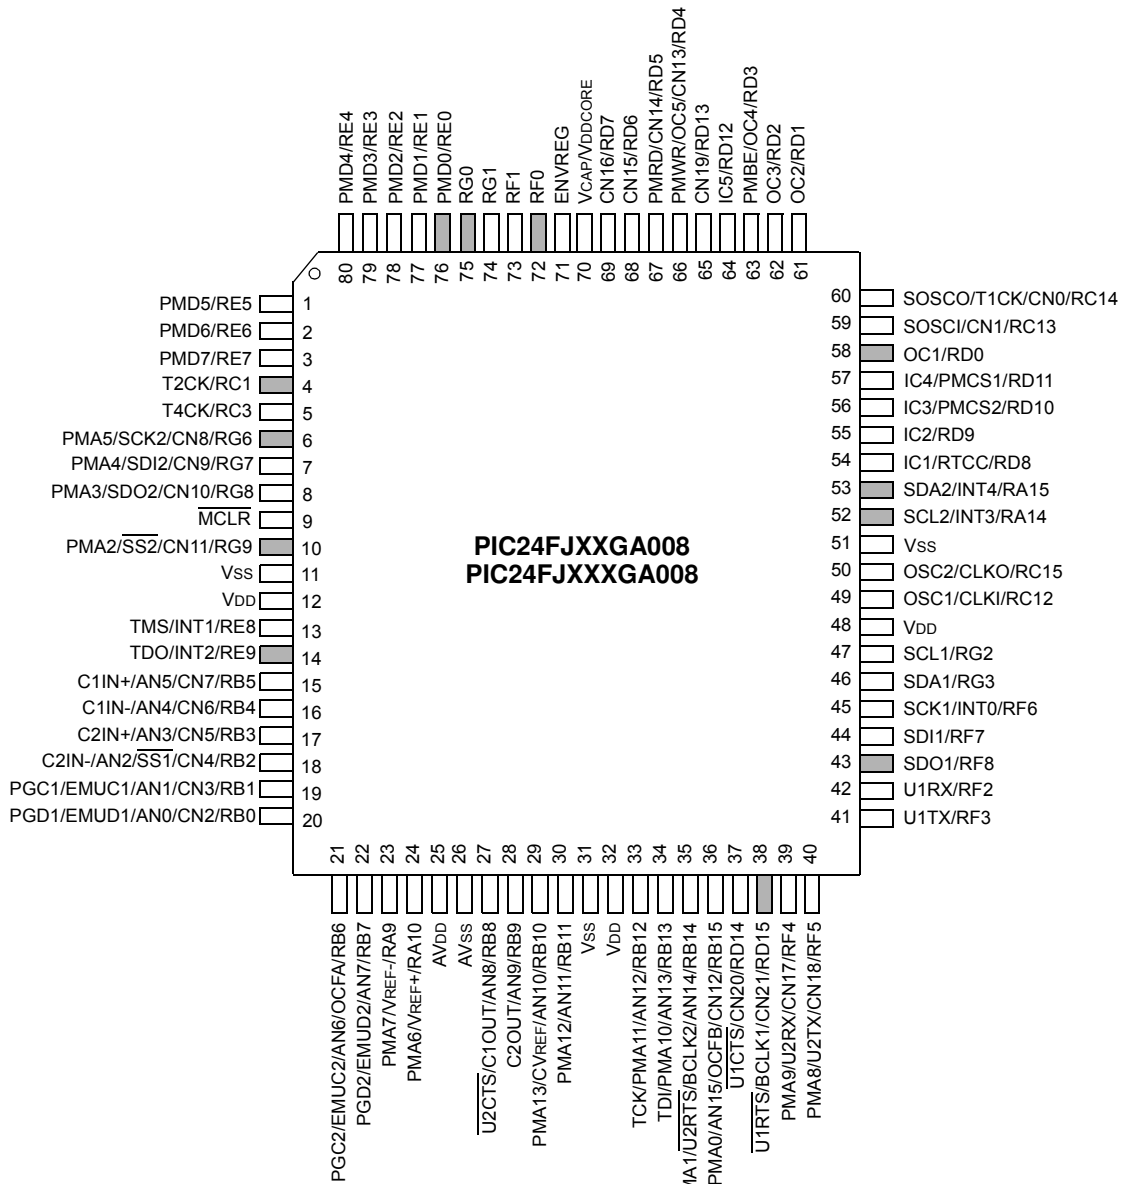 PMD4/RE4
PMD3/RE3
PMD2/RE2
PMD1/RE1
PMD0/RE0
RG0
RG1
RF1
RF0
ENVREG
VCAP/VDDCORE
CN16/RD7
CN15/RD6
PMRD/CN14/RD5
PMWR/OC5/CN13/RD4
CN19/RD13
IC5/RD12
PMBE/OC4/RD3
OC3/RD2
OC2/RD1
80
79
78
77
76
75
74
73
72
71
70
69
68
67
66
65
64
63
62
61
PMD5/RE5 1
PMD6/RE6 2
PMD7/RE7 3
T2CK/RC1 4
T4CK/RC3 5
PMA5/SCK2/CN8/RG6 6
PMA4/SDI2/CN9/RG7 7
PMA3/SDO2/CN10/RG8 8
MCLR 9
PMA2/SS2/CN11/RG9 10
VSS 11
VDD 12
TMS/INT1/RE8 13
TDO/INT2/RE9 14
C1IN+/AN5/CN7/RB5 15
C1IN-/AN4/CN6/RB4 16
C2IN+/AN3/CN5/RB3 17
C2IN-/AN2/SS1/CN4/RB2 18
PGC1/EMUC1/AN1/CN3/RB1 19
PGD1/EMUD1/AN0/CN2/RB0 20
PIC24FJXXGA008
PIC24FJXXXGA008
60 SOSCO/T1CK/CN0/RC14
59 SOSCI/CN1/RC13
58 OC1/RD0
57 IC4/PMCS1/RD11
56 IC3/PMCS2/RD10
55 IC2/RD9
54 IC1/RTCC/RD8
53 SDA2/INT4/RA15
52 SCL2/INT3/RA14
51 VSS
50 OSC2/CLKO/RC15
49 OSC1/CLKI/RC12
48 VDD
47 SCL1/RG2
46 SDA1/RG3
45 SCK1/INT0/RF6
44 SDI1/RF7
43 SDO1/RF8
42 U1RX/RF2
41 U1TX/RF3
21
22
23
24
25
26
27
28
29
30
31
32
33
34
35
36
37
38
39
40
PGC2/EMUC2/AN6/OCFA/RB6
PGD2/EMUD2/AN7/RB7
PMA7/VREF-/RA9
PMA6/VREF+/RA10
AVDD
AVSS
U2CTS/C1OUT/AN8/RB8
C2OUT/AN9/RB9
PMA13/CVREF/AN10/RB10
PMA12/AN11/RB11
VSS
VDD
TCK/PMA11/AN12/RB12
TDI/PMA10/AN13/RB13
MA1/U2RTS/BCLK2/AN14/RB14
PMA0/AN15/OCFB/CN12/RB15
U1CTS/CN20/RD14
U1RTS/BCLK1/CN21/RD15
PMA9/U2RX/CN17/RF4
PMA8/U2TX/CN18/RF5